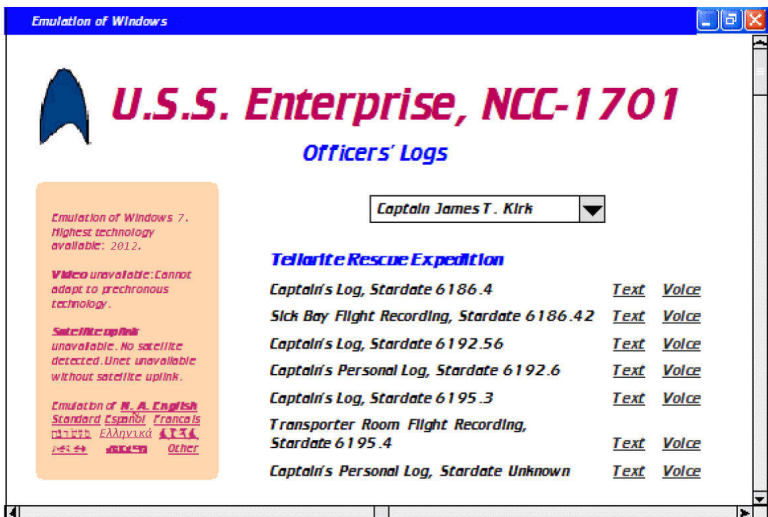 Emulation of Windows
U.S.S. Enterprise, NCC-1701
Officers' Logs
Emulation of Windows 7.
Highest technology
available: 2012.
Video unavailable: Cannot
adapt to prechronous
technology.
Satellite uplink
unavailable. No satellite
detected. Unet unavailable
without satellite uplink.
Emulation of N. A. English
Standard Español Francais
Ελληνικά
Other
Captain James T. Kirk
Tellarite Rescue Expedition
Captain's Log, Stardate 6186.4 Text Voice
Sick Bay Flight Recording, Stardate 6186.42 Text Voice
Captain's Log, Stardate 6192.56 Text Voice
Captain's Personal Log, Stardate 6192.6 Text Voice
Captain's Log, Stardate 6195.3 Text Voice
Transporter Room Flight Recording,
Stardate 6195.4 Text Voice
Captain's Personal Log, Stardate Unknown Text Voice